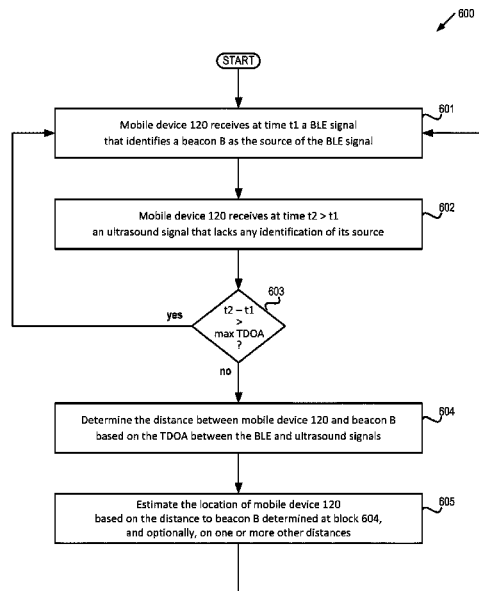 600
START
601
Mobile device 120 receives at time t1 a BLE signal
that identifies a beacon B as the source of the BLE signal
602
Mobile device 120 receives at time t2 > t1
an ultrasound signal that lacks any identification of its source
603
yes
t2 – t1
>
max TDOA
?
no
604
Determine the distance between mobile device 120 and beacon B
based on the TDOA between the BLE and ultrasound signals
605
Estimate the location of mobile device 120
based on the distance to beacon B determined at block 604,
and optionally, on one or more other distances